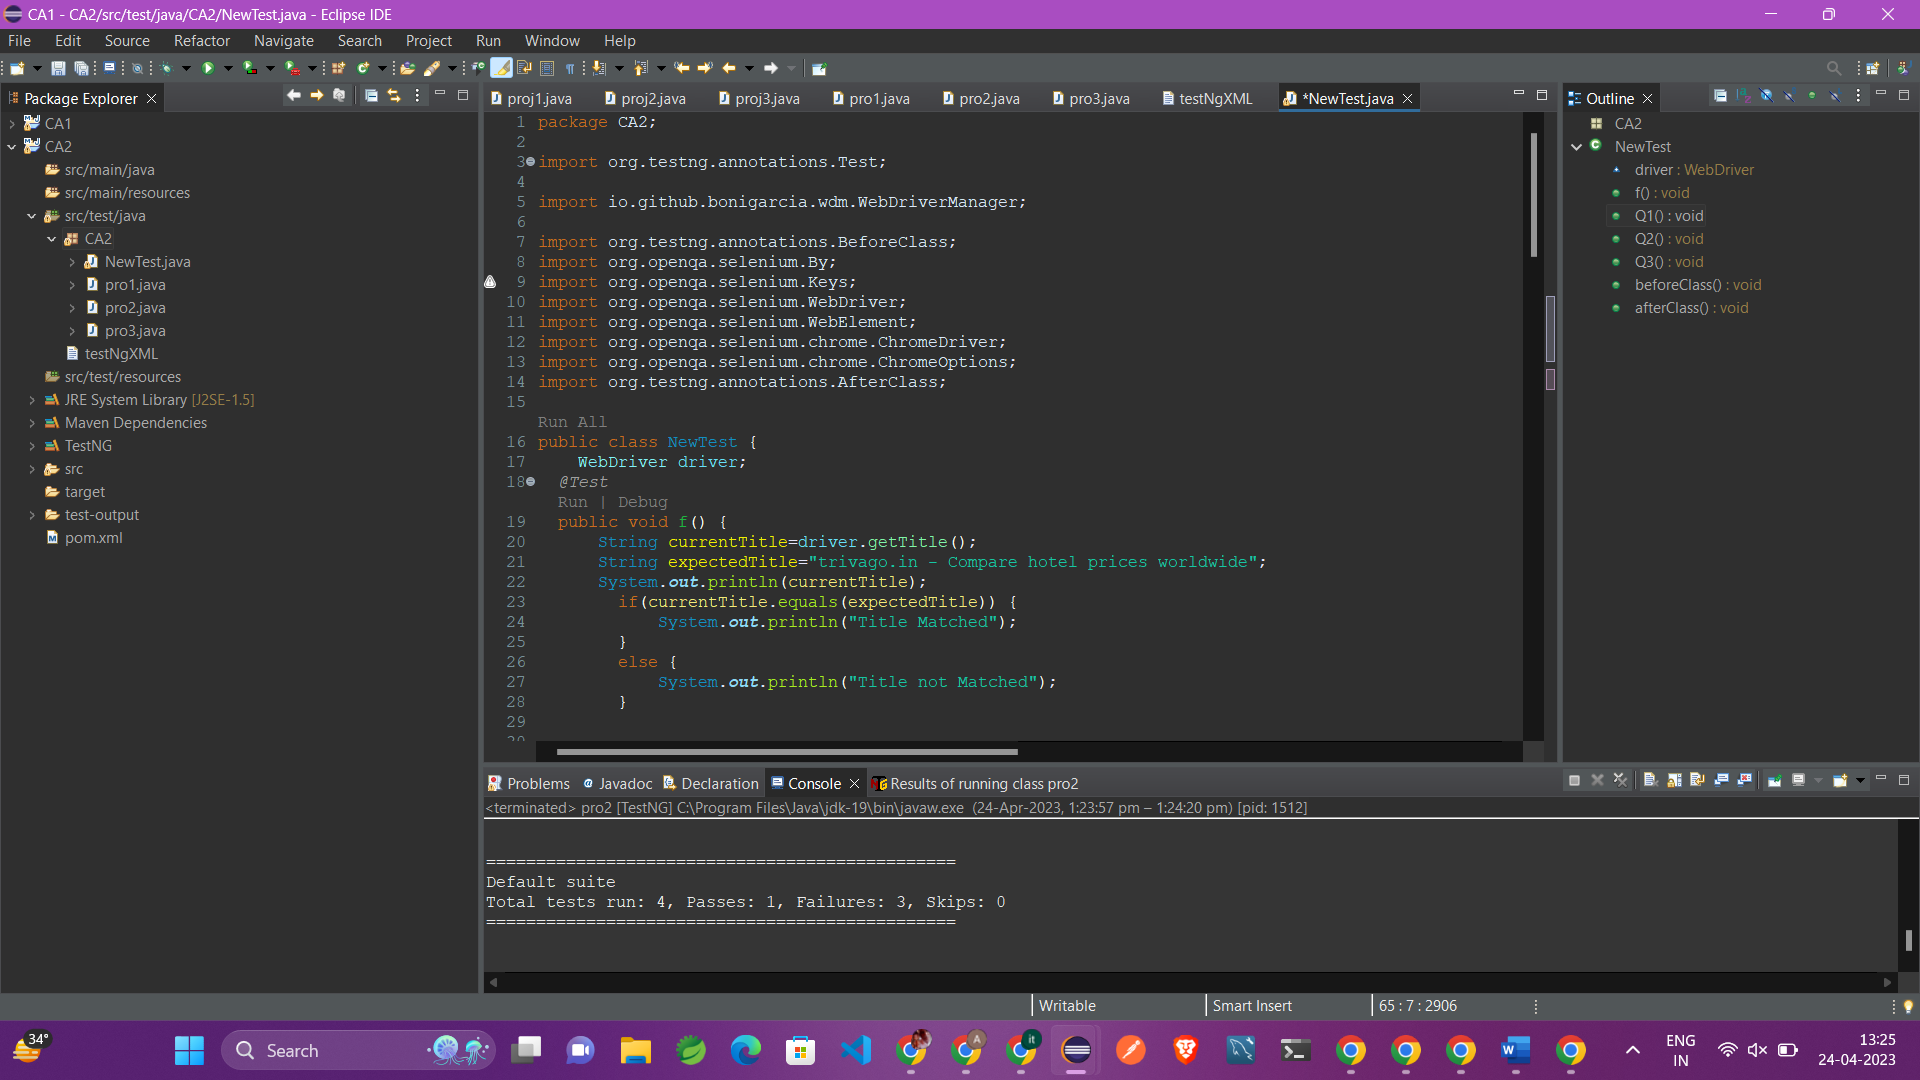 CA1 - CA2/src/test/java/CA2/NewTest.java - Eclipse IDE
File Edit Source Refactor Navigate Search Project Run Window Help
Package Explorer
CA1
CA2
src/main/java
src/main/resources
src/test/java
CA2
NewTest.java
pro1.java
pro2.java
pro3.java
testNgXML
src/test/resources
JRE System Library [J2SE-1.5]
Maven Dependencies
TestNG
src
target
test-output
pom.xml
proj1.java proj2.java proj3.java pro1.java pro2.java pro3.java testNgXML *NewTest.java
1 package CA2;
2
3 import org.testng.annotations.Test;
4
5 import io.github.bonigarcia.wdm.WebDriverManager;
6
7 import org.testng.annotations.BeforeClass;
8 import org.openqa.selenium.By;
9 import org.openqa.selenium.Keys;
10 import org.openqa.selenium.WebDriver;
11 import org.openqa.selenium.WebElement;
12 import org.openqa.selenium.chrome.ChromeDriver;
13 import org.openqa.selenium.chrome.ChromeOptions;
14 import org.testng.annotations.AfterClass;
15
Run All
16 public class NewTest {
17 WebDriver driver;
18 @Test
Run | Debug
19 public void f() {
20 String currentTitle=driver.getTitle();
21 String expectedTitle="trivago.in - Compare hotel prices worldwide";
22 System.out.println(currentTitle);
23 if(currentTitle.equals(expectedTitle)) {
24 System.out.println("Title Matched");
25 }
26 else {
27 System.out.println("Title not Matched");
28 }
29
Outline
CA2
NewTest
driver : WebDriver
f() : void
Q1() : void
Q2() : void
Q3() : void
beforeClass() : void
afterClass() : void
Problems Javadoc Declaration Console Results of running class pro2
<terminated> pro2 [TestNG] C:\Program Files\Java\jdk-19\bin\javaw.exe (24-Apr-2023, 1:23:57 pm – 1:24:20 pm) [pid: 1512]
===============================================
Default suite
Total tests run: 4, Passes: 1, Failures: 3, Skips: 0
===============================================
Writable Smart Insert 65 : 7 : 2906
34°
Search
A
it
ENG
IN
13:25
24-04-2023